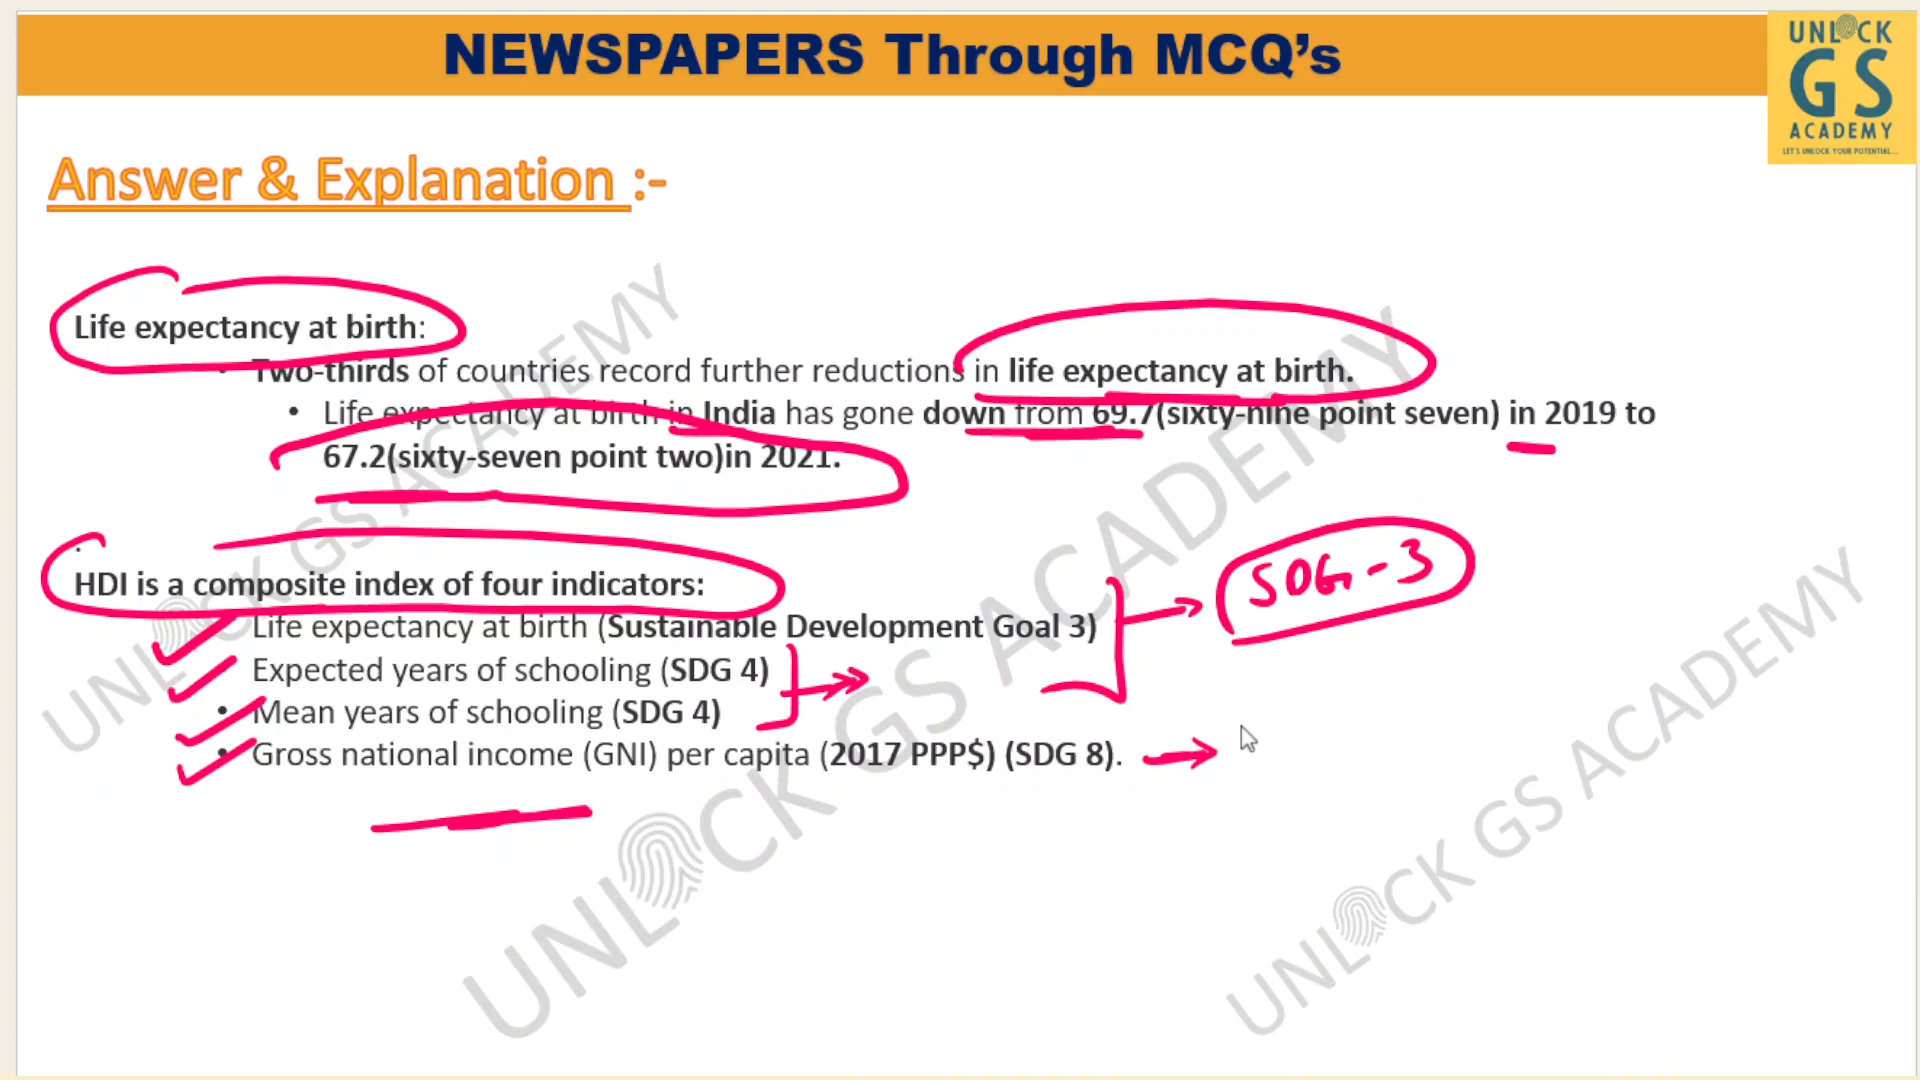 NEWSPAPERS Through MCQ’s
UNLOCK
GS
ACADEMY
LET'S UNLOCK YOUR POTENTIAL...
Answer & Explanation :-
Life expectancy at birth:
• Two-thirds of countries record further reductions in life expectancy at birth.
• Life expectancy at birth in India has gone down from 69.7(sixty-nine point seven) in 2019 to
67.2(sixty-seven point two)in 2021.
.
HDI is a composite index of four indicators:
Life expectancy at birth (Sustainable Development Goal 3)
SDG-3
Expected years of schooling (SDG 4)
• Mean years of schooling (SDG 4)
• Gross national income (GNI) per capita (2017 PPP$) (SDG 8).
UNLOCK GS ACADEMY
UNLOCK GS ACADEMY
UNLOCK GS ACADEMY